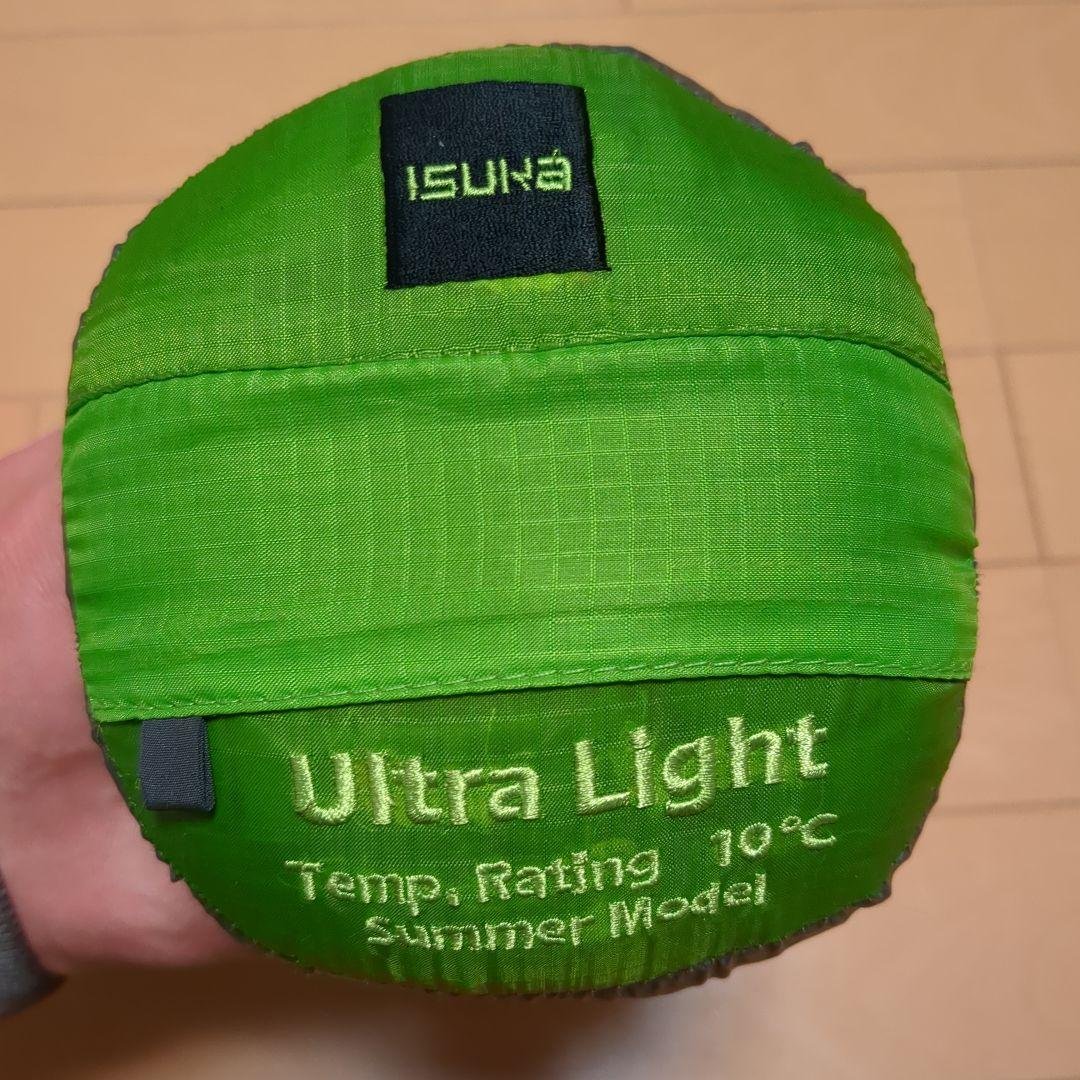 ISUKA
Ultra Light
Temp. Rating 10℃
Summer Model